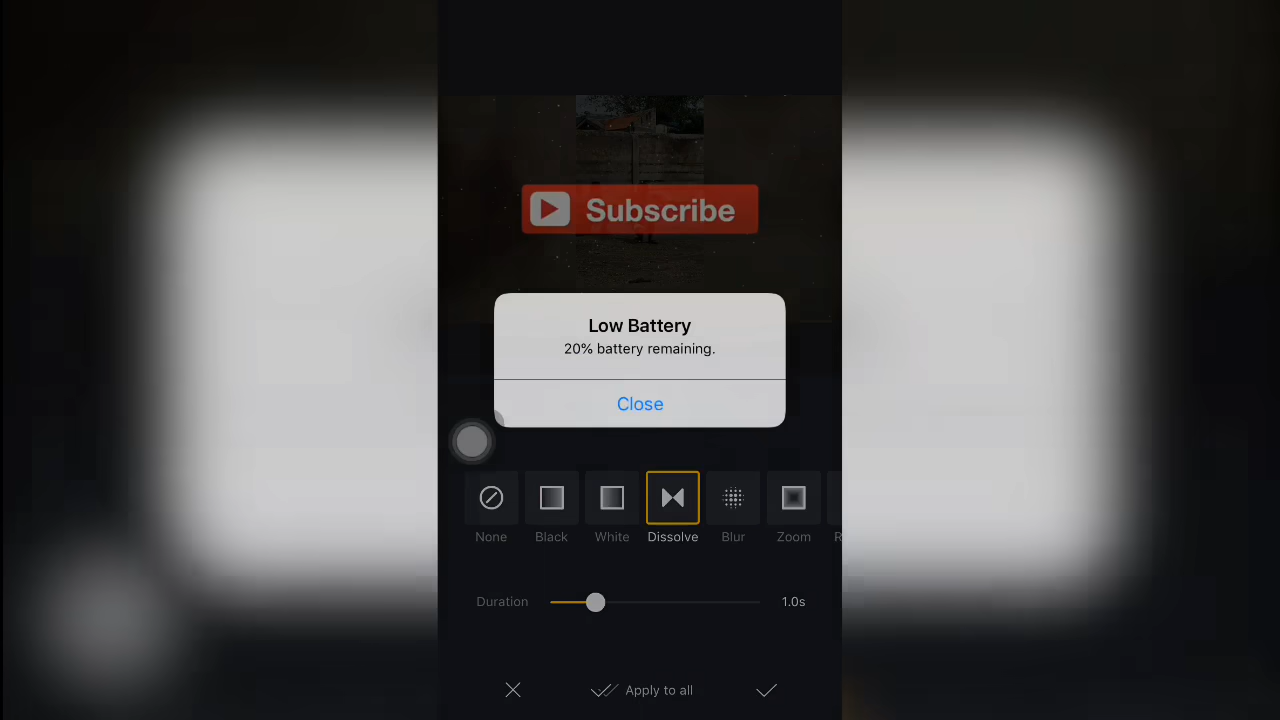 Subscribe
Low Battery
20% battery remaining.
Close
None Black White Dissolve Blur Zoom
Duration 1.0s
Apply to all